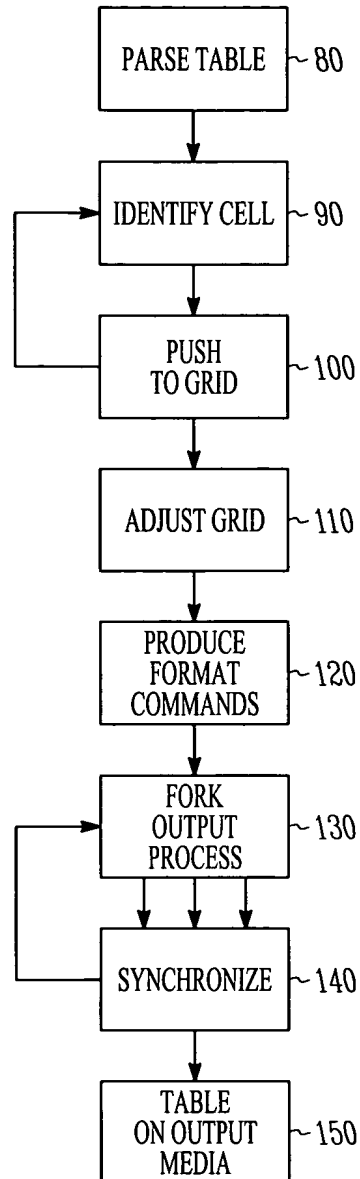 PARSE TABLE
80
IDENTIFY CELL
90
PUSH
TO GRID
100
ADJUST GRID
110
PRODUCE
FORMAT
COMMANDS
120
FORK
OUTPUT
PROCESS
130
SYNCHRONIZE
140
TABLE
ON OUTPUT
MEDIA
150